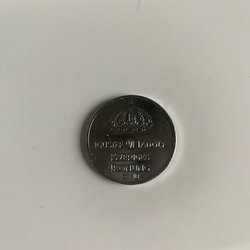 GUSTAF VI ADOLF
SVERIGES
KONUNG